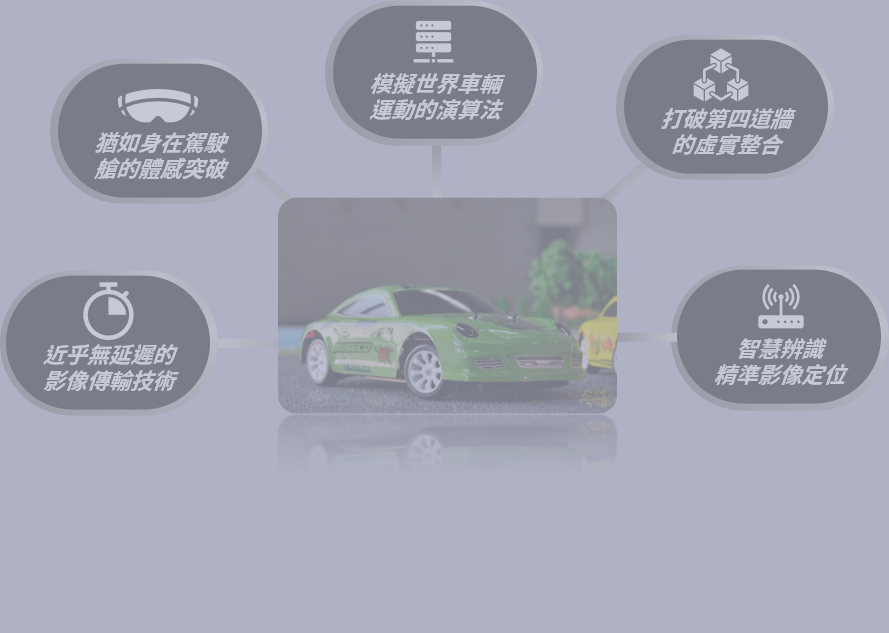 模擬世界車輛
運動的演算法
打破第四道牆
的虛實整合
猶如身在駕駛
艙的體感突破
近乎無延遲的
影像傳輸技術
智慧辨識
精準影像定位